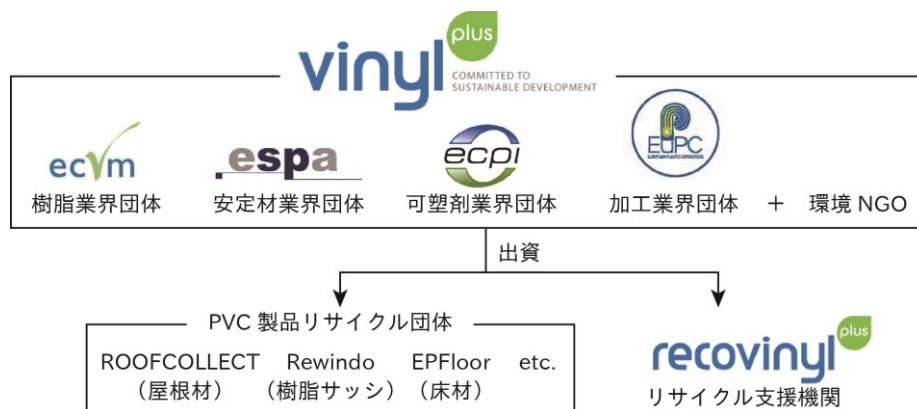 vinyl plus
COMMITTED TO
SUSTAINABLE DEVELOPMENT
ecvm
espa
ecpi
EuPC
EUROPEAN PLASTICS CONVERTERS
樹脂業界団体 安定材業界団体 可塑剤業界団体 加工業界団体 + 環境 NGO
出資
PVC 製品リサイクル団体
ROOFCOLLECT Rewindo EPFloor etc.
（屋根材） （樹脂サッシ） （床材）
recovinyl plus
リサイクル支援機関